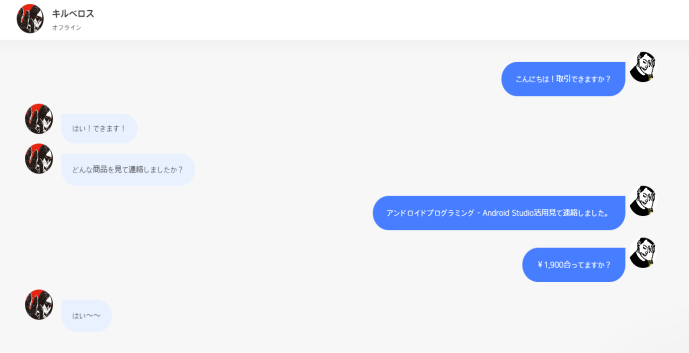 キルベロス
オフライン
こんにちは！取引できますか？
はい！できます！
どんな商品を見て連絡しましたか？
アンドロイドプログラミング - Android Studio活用見て連絡しました。
￥1,900合ってますか？
はい〜〜